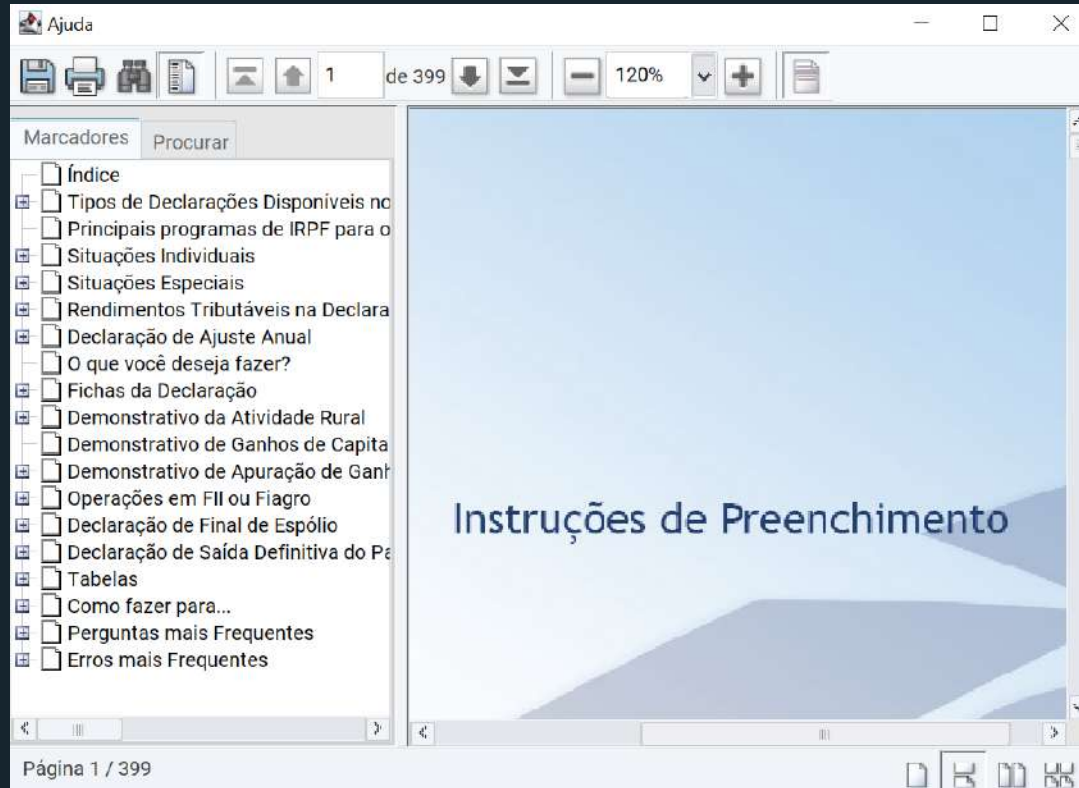 Ajuda
1 de 399 120%
Marcadores Procurar
Índice
Tipos de Declarações Disponíveis no
Principais programas de IRPF para o
Situações Individuais
Situações Especiais
Rendimentos Tributáveis na Declara
Declaração de Ajuste Anual
O que você deseja fazer?
Fichas da Declaração
Demonstrativo da Atividade Rural
Demonstrativo de Ganhos de Capita
Demonstrativo de Apuração de Ganh
Operações em FII ou Fiagro
Declaração de Final de Espólio
Declaração de Saída Definitiva do Pa
Tabelas
Como fazer para...
Perguntas mais Frequentes
Erros mais Frequentes
Instruções de Preenchimento
Página 1 / 399